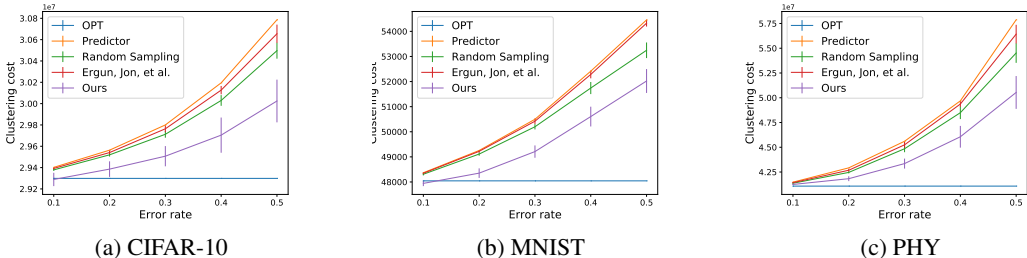 1e7
3.08
3.06
3.04
3.02
3.00
2.98
2.96
2.94
2.92
Clustering cost
OPT
Predictor
Random Sampling
Ergun, Jon, et al.
Ours
0.1 0.2 0.3 0.4 0.5
Error rate
(a) CIFAR-10
54000
53000
52000
51000
50000
49000
48000
Clustering cost
OPT
Predictor
Random Sampling
Ergun, Jon, et al.
Ours
0.1 0.2 0.3 0.4 0.5
Error rate
(b) MNIST
1e7
5.75
5.50
5.25
5.00
4.75
4.50
4.25
Clustering cost
OPT
Predictor
Random Sampling
Ergun, Jon, et al.
Ours
0.1 0.2 0.3 0.4 0.5
Error rate
(c) PHY